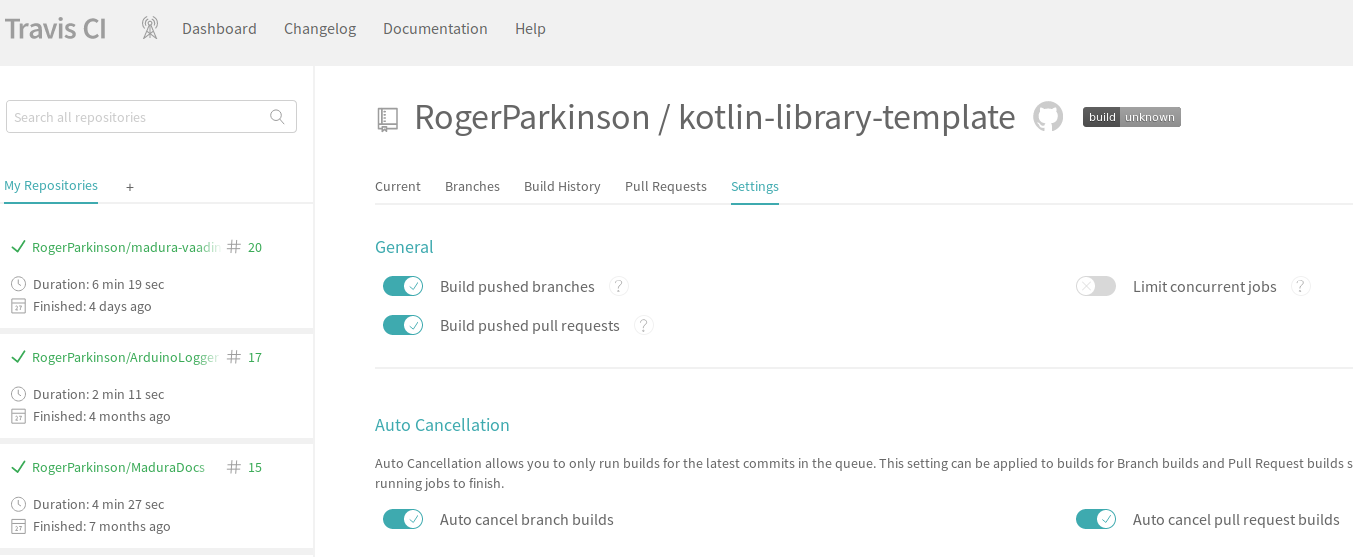 Travis CI
Dashboard Changelog Documentation Help
Search all repositories
My Repositories +
RogerParkinson/madura-vaadin # 20
Duration: 6 min 19 sec
27 Finished: 4 days ago
RogerParkinson/ArduinoLogger # 17
Duration: 2 min 11 sec
27 Finished: 4 months ago
RogerParkinson/MaduraDocs # 15
Duration: 4 min 27 sec
27 Finished: 7 months ago
RogerParkinson / kotlin-library-template build unknown
Current Branches Build History Pull Requests Settings
General
Build pushed branches ? Limit concurrent jobs ?
Build pushed pull requests ?
Auto Cancellation
Auto Cancellation allows you to only run builds for the latest commits in the queue. This setting can be applied to builds for Branch builds and Pull Request builds s
running jobs to finish.
Auto cancel branch builds Auto cancel pull request builds